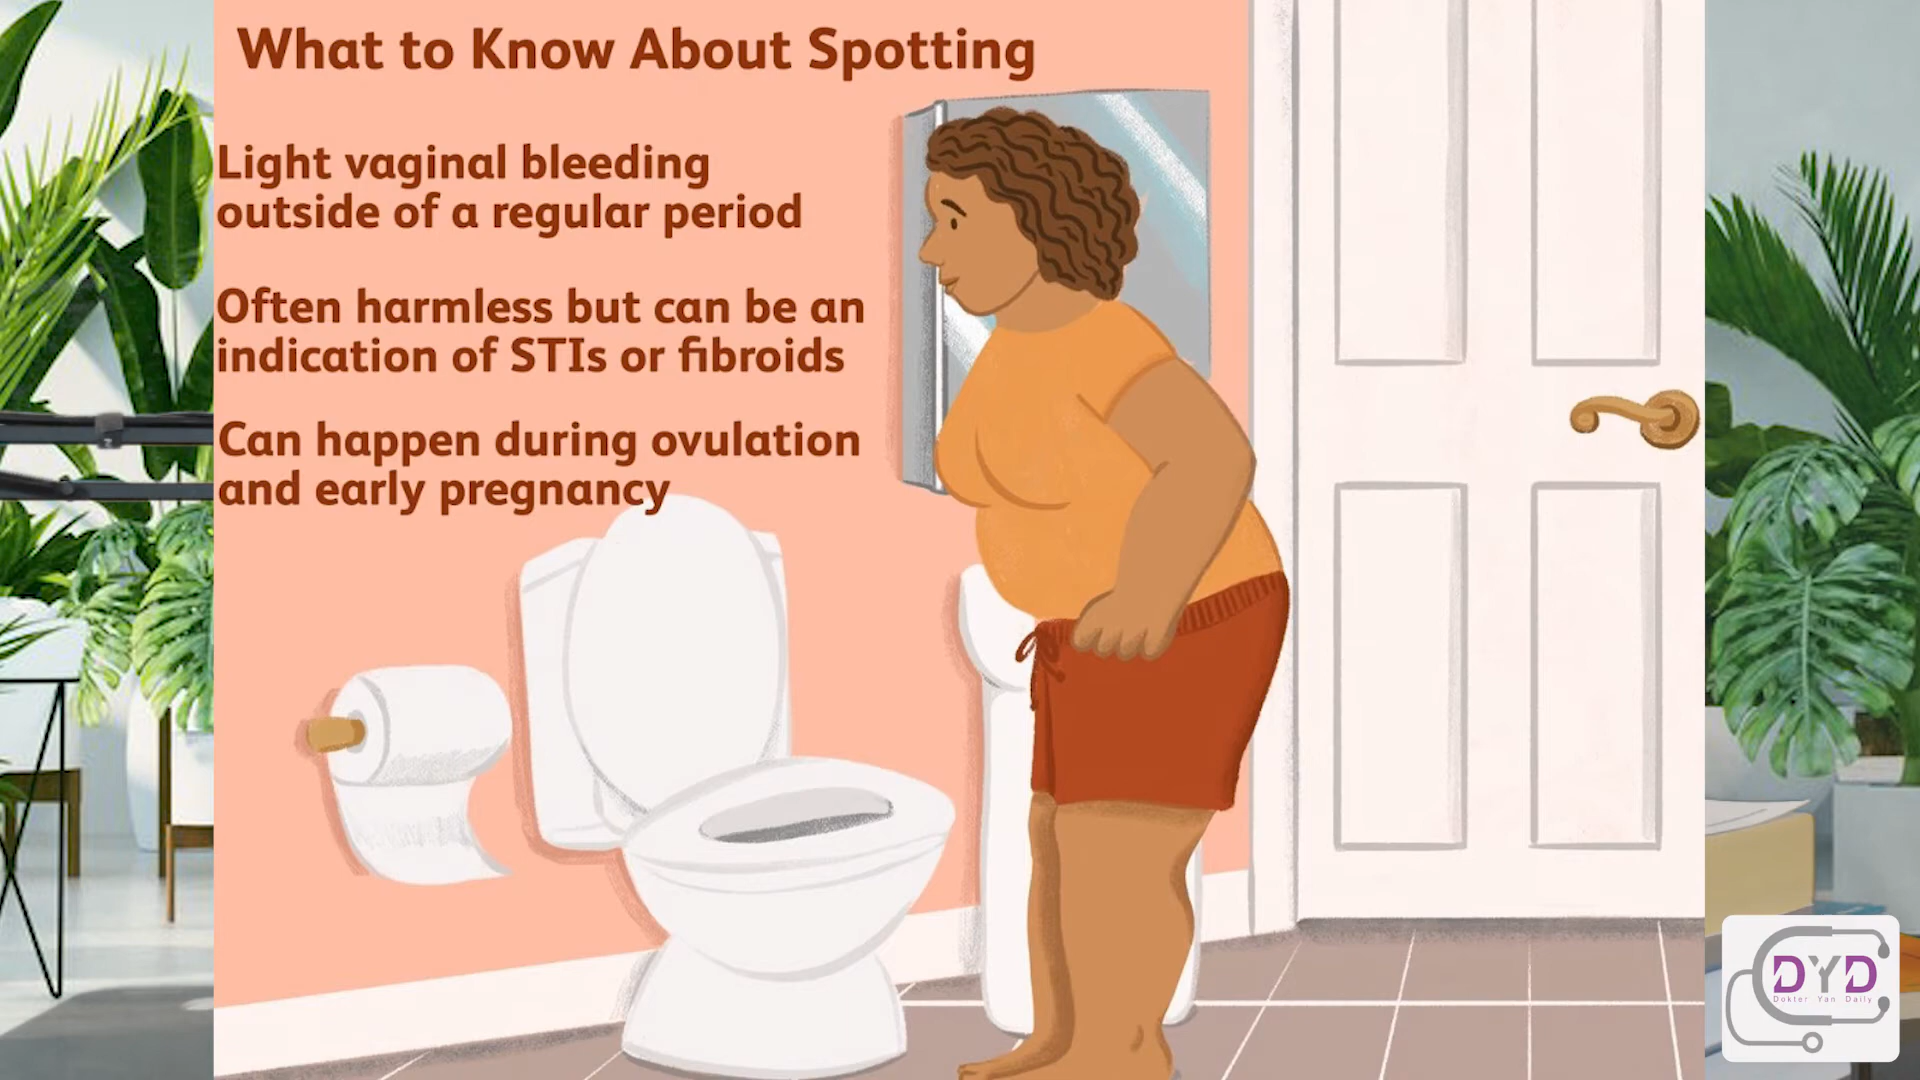 What to Know About Spotting
Light vaginal bleeding
outside of a regular period
Often harmless but can be an
indication of STIs or fibroids
Can happen during ovulation
and early pregnancy
DYD
Dokter Yan Daily